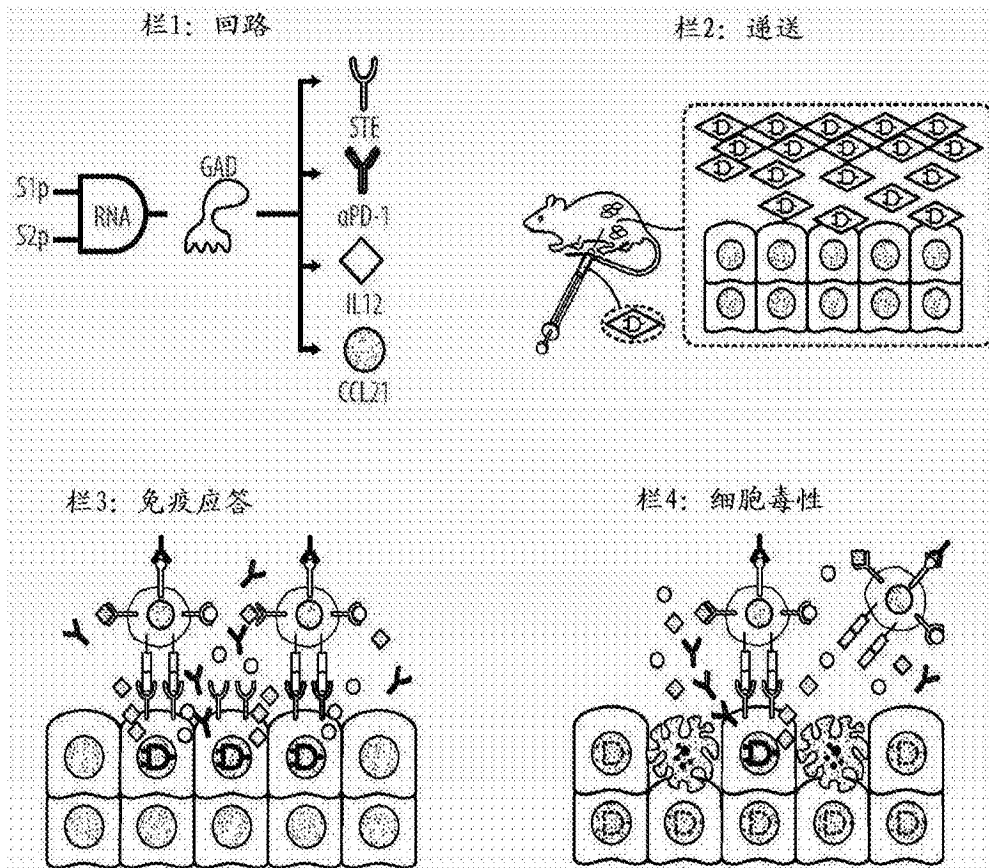 栏1: 回路
S1p
S2p
RNA
GAD
STE
αPD-1
IL12
CCL21
栏2: 递送
栏3: 免疫应答
栏4: 细胞毒性